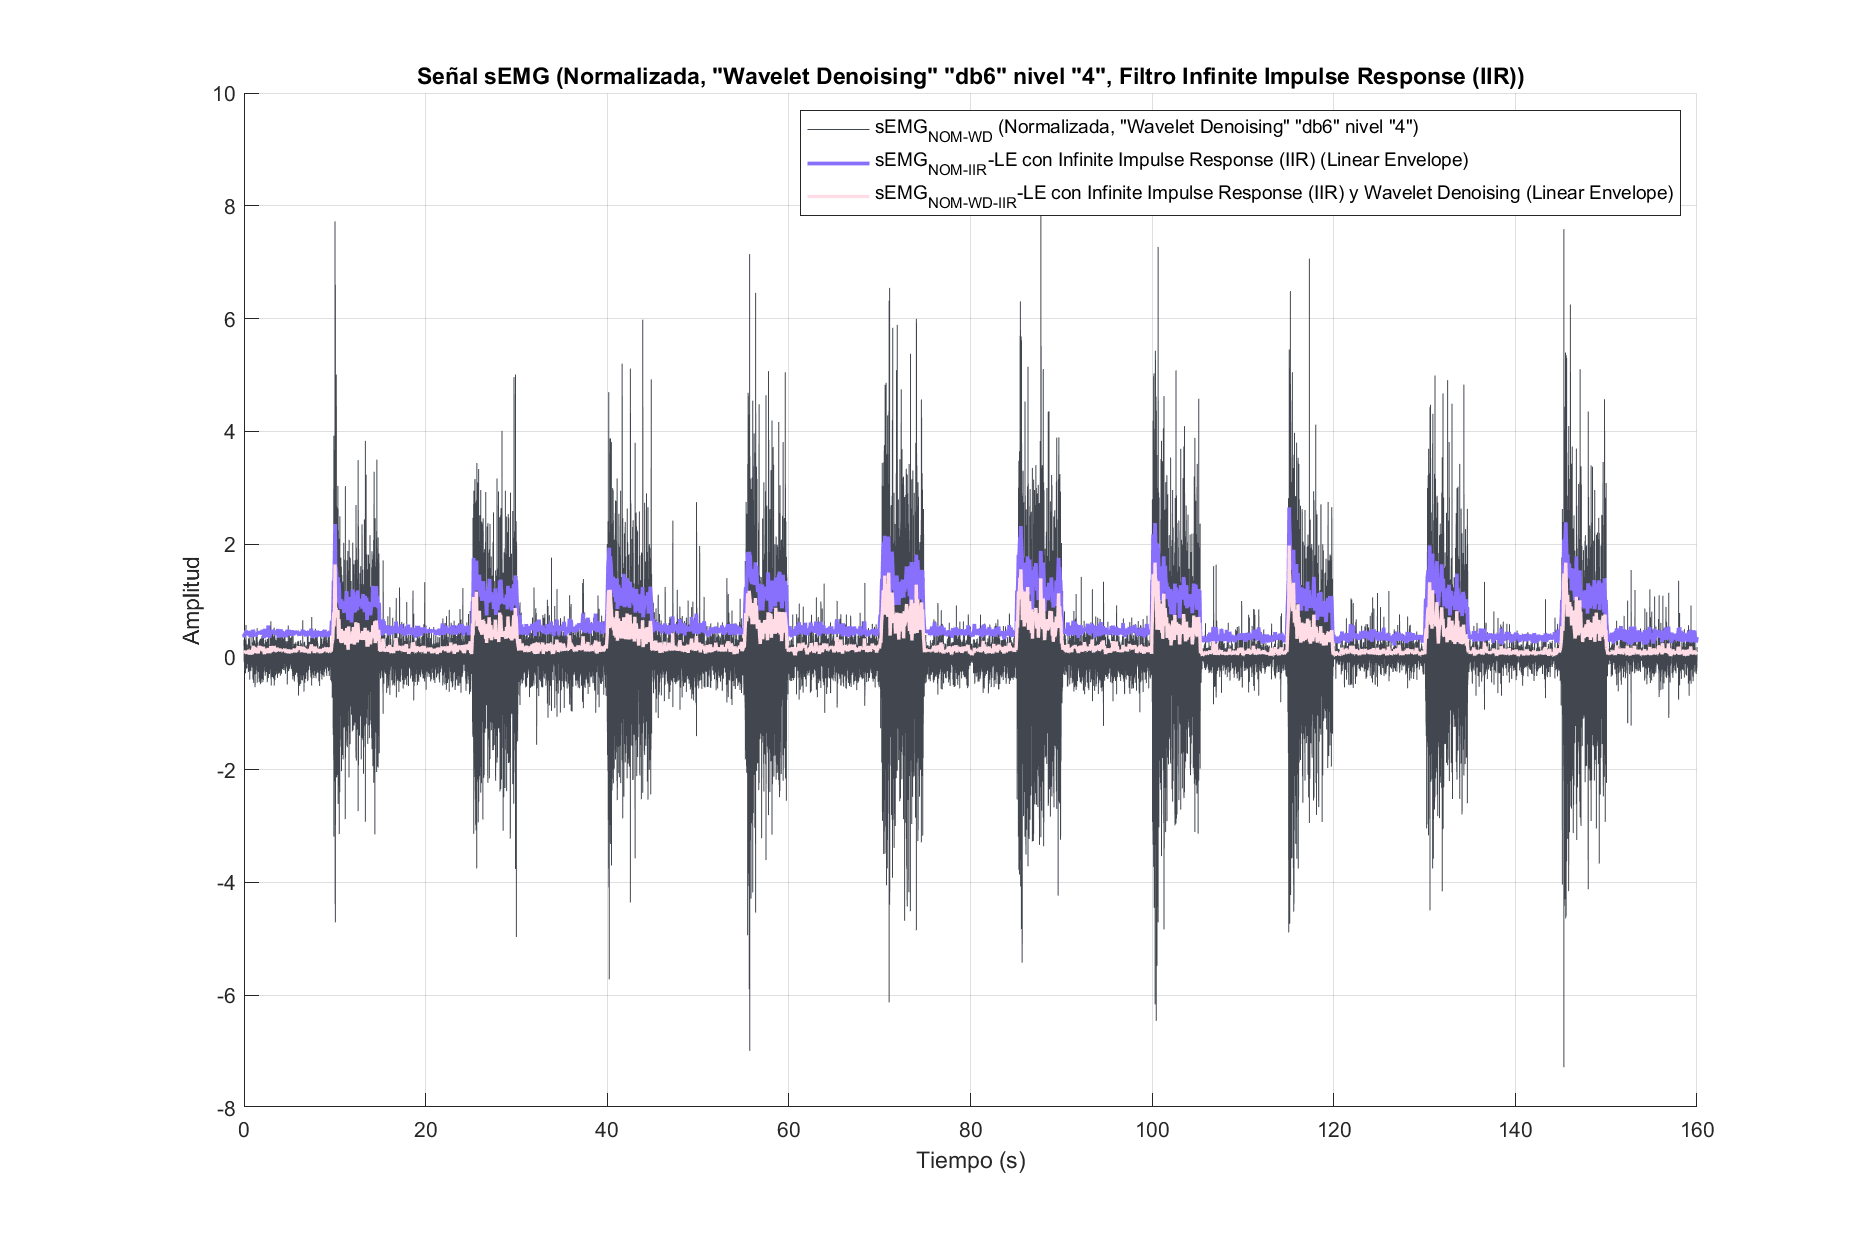 Señal sEMG (Normalizada, "Wavelet Denoising" "db6" nivel "4", Filtro Infinite Impulse Response (IIR))
sEMG_NOM-WD (Normalizada, "Wavelet Denoising" "db6" nivel "4")
sEMG_NOM-IIR-LE con Infinite Impulse Response (IIR) (Linear Envelope)
sEMG_NOM-WD-IIR-LE con Infinite Impulse Response (IIR) y Wavelet Denoising (Linear Envelope)
10
8
6
4
2
0
-2
-4
-6
-8
Amplitud
0 20 40 60 80 100 120 140 160
Tiempo (s)